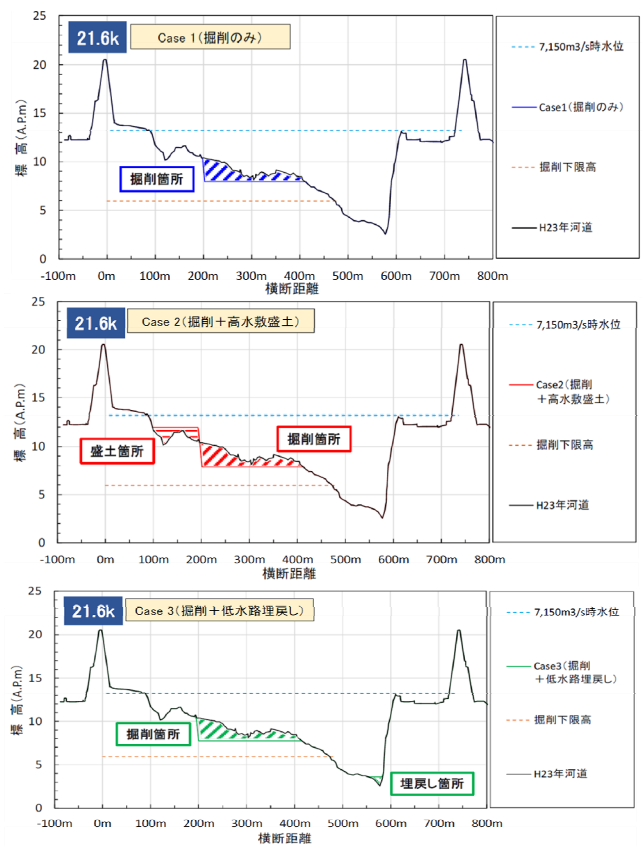 21.6k
Case 1(掘削のみ)
標 高(A.P.m)
25
20
15
10
5
0
掘削箇所
-100m 0m 100m 200m 300m 400m 500m 600m 700m 800m
横断距離
7,150m3/s時水位
Case1(掘削のみ)
掘削下限高
H23年河道
21.6k
Case 2(掘削+高水敷盛土)
標 高(A.P.m)
25
20
15
10
5
0
盛土箇所
掘削箇所
-100m 0m 100m 200m 300m 400m 500m 600m 700m 800m
横断距離
7,150m3/s時水位
Case2(掘削
+高水敷盛土)
掘削下限高
H23年河道
21.6k
Case 3(掘削+低水路埋戻し)
標 高(A.P.m)
25
20
15
10
5
0
掘削箇所
埋戻し箇所
-100m 0m 100m 200m 300m 400m 500m 600m 700m 800m
横断距離
7,150m3/s時水位
Case3(掘削
+低水路埋戻し)
掘削下限高
H23年河道